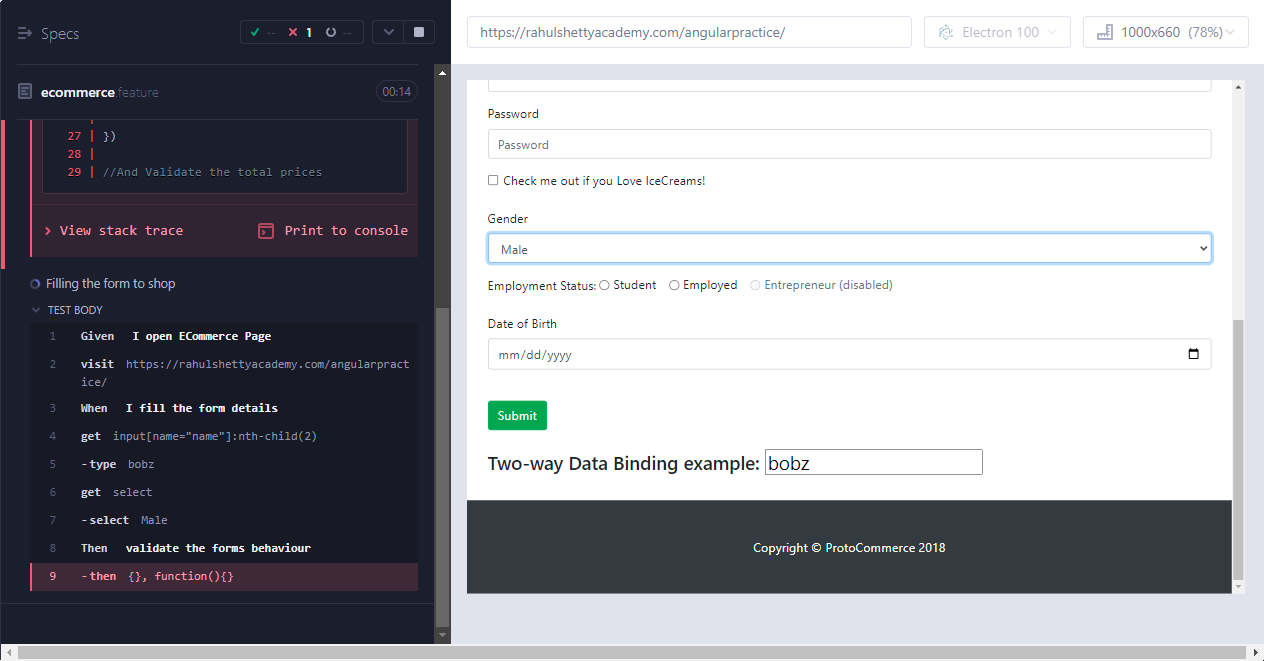 Specs
-- 1 --
ecommerce.feature 00:14
27 | })
28 |
29 | //And Validate the total prices
> View stack trace Print to console
Filling the form to shop
TEST BODY
1 Given I open ECommerce Page
2 visit https://rahulshettyacademy.com/angularpract
ice/
3 When I fill the form details
4 get input[name="name"]:nth-child(2)
5 -type bobz
6 get select
7 -select Male
8 Then validate the forms behaviour
9 -then {}, function(){}
https://rahulshettyacademy.com/angularpractice/
Electron 100
1000x660 (78%)
Password
Password
Check me out if you Love IceCreams!
Gender
Male
Employment Status: Student Employed Entrepreneur (disabled)
Date of Birth
mm/dd/yyyy
Submit
Two-way Data Binding example: bobz
Copyright © ProtoCommerce 2018